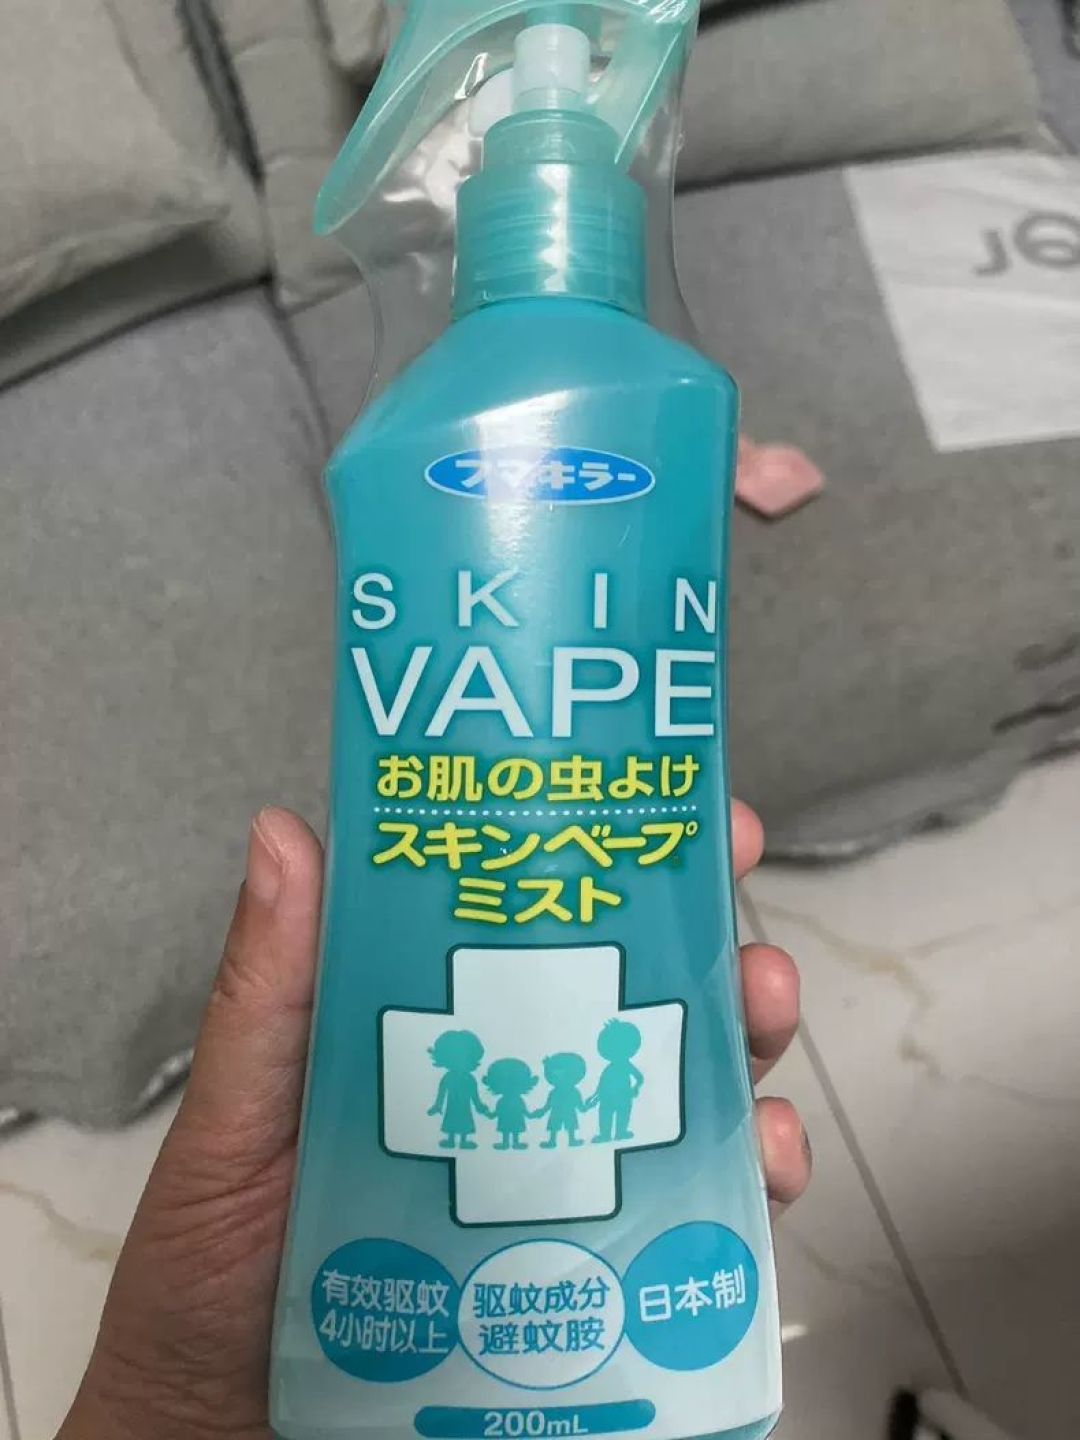 フマキラー
SKIN
VAPE
お肌の虫よけ
スキンベープ
ミスト
有效驱蚊
4小时以上
驱蚊成分
避蚊胺
日本制
200mL